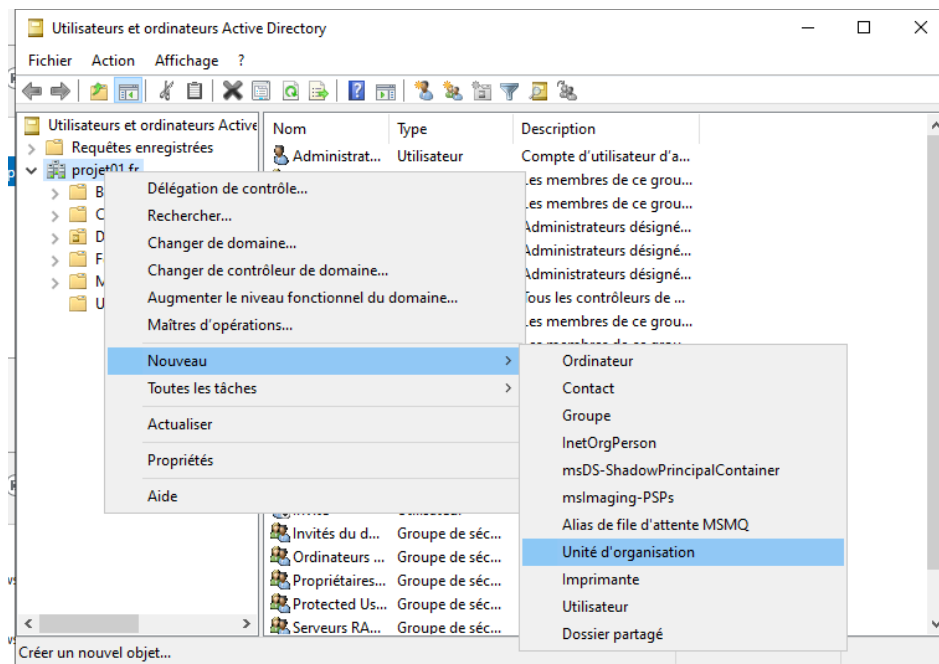 Utilisateurs et ordinateurs Active Directory
Fichier Action Affichage ?
Utilisateurs et ordinateurs Active
Requêtes enregistrées
projet01.fr
B
C
D
F
M
U
Nom Type Description
Administrat... Utilisateur Compte d'utilisateur d'a...
Les membres de ce grou...
Les membres de ce grou...
Administrateurs désigné...
Administrateurs désigné...
Administrateurs désigné...
Tous les contrôleurs de ...
Les membres de ce grou...
Délégation de contrôle...
Rechercher...
Changer de domaine...
Changer de contrôleur de domaine...
Augmenter le niveau fonctionnel du domaine...
Maîtres d'opérations...
Nouveau
Toutes les tâches
Actualiser
Propriétés
Aide
Ordinateur
Contact
Groupe
InetOrgPerson
msDS-ShadowPrincipalContainer
msImaging-PSPs
Alias de file d'attente MSMQ
Unité d'organisation
Imprimante
Utilisateur
Dossier partagé
Invités du d... Groupe de séc...
Ordinateurs ... Groupe de séc...
Propriétaires... Groupe de séc...
Protected Us... Groupe de séc...
Serveurs RA... Groupe de séc...
Créer un nouvel objet...